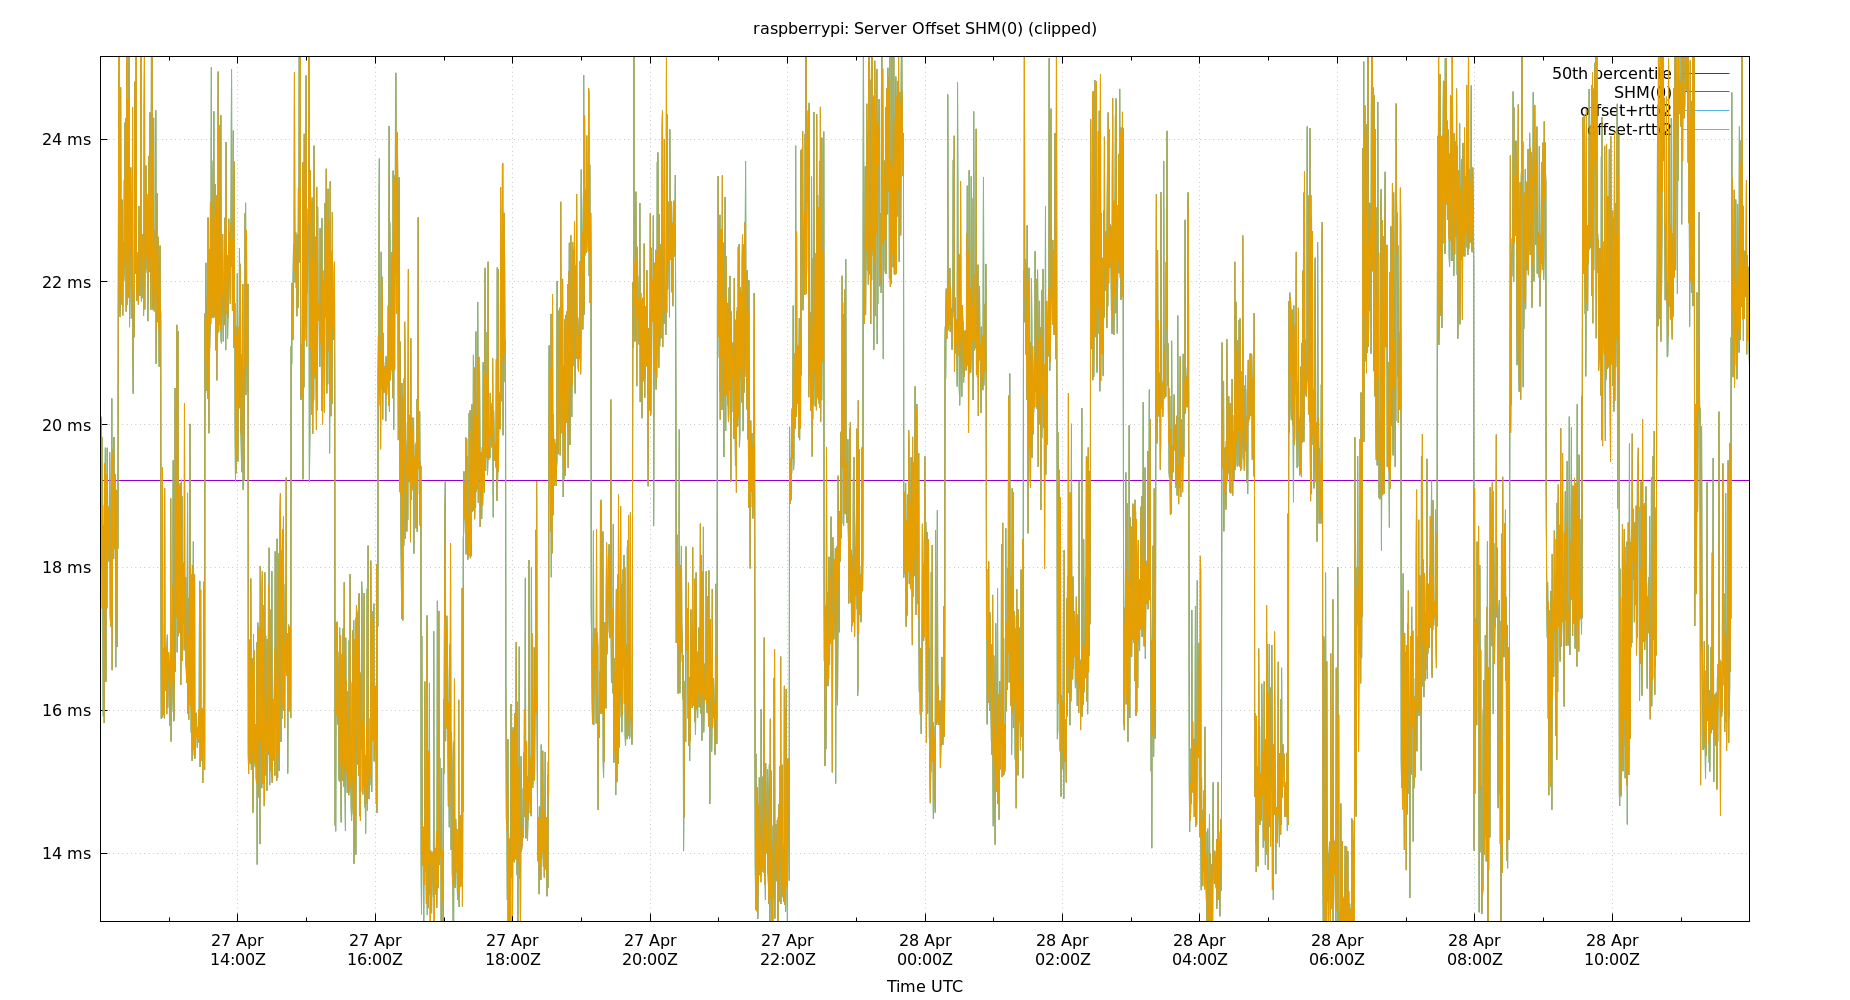 raspberrypi: Server Offset SHM(0) (clipped)
50th percentile
SHM(0)
offset+rtt/2
offset-rtt/2
24 ms
22 ms
20 ms
18 ms
16 ms
14 ms
27 Apr 27 Apr 27 Apr 27 Apr 27 Apr 28 Apr 28 Apr 28 Apr 28 Apr 28 Apr 28 Apr
14:00Z 16:00Z 18:00Z 20:00Z 22:00Z 00:00Z 02:00Z 04:00Z 06:00Z 08:00Z 10:00Z
Time UTC